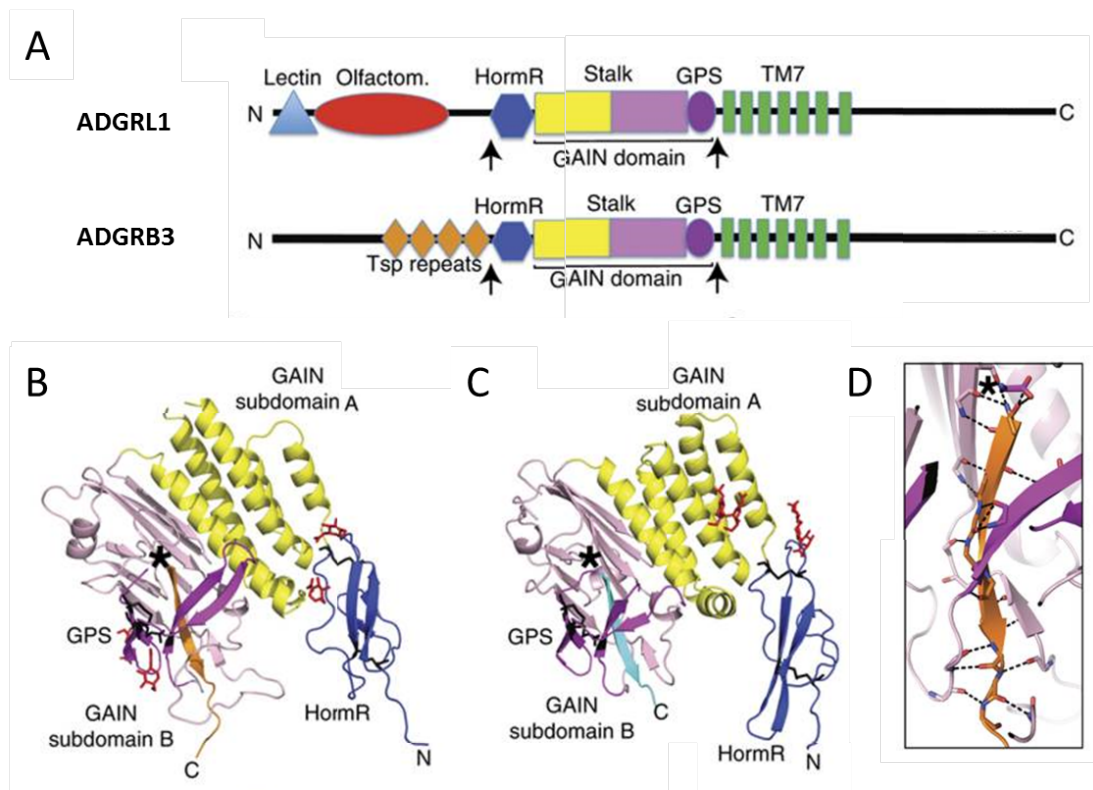 A
Lectin Olfactom. HormR Stalk GPS TM7
ADGRL1
N C
GAIN domain
HormR Stalk GPS TM7
ADGRB3
N C
Tsp repeats
GAIN domain
B
GAIN
subdomain A
*
GPS
GAIN
subdomain B
HormR
C
N
C
GAIN
subdomain A
*
GPS
GAIN
subdomain B
C
HormR
N
D
*